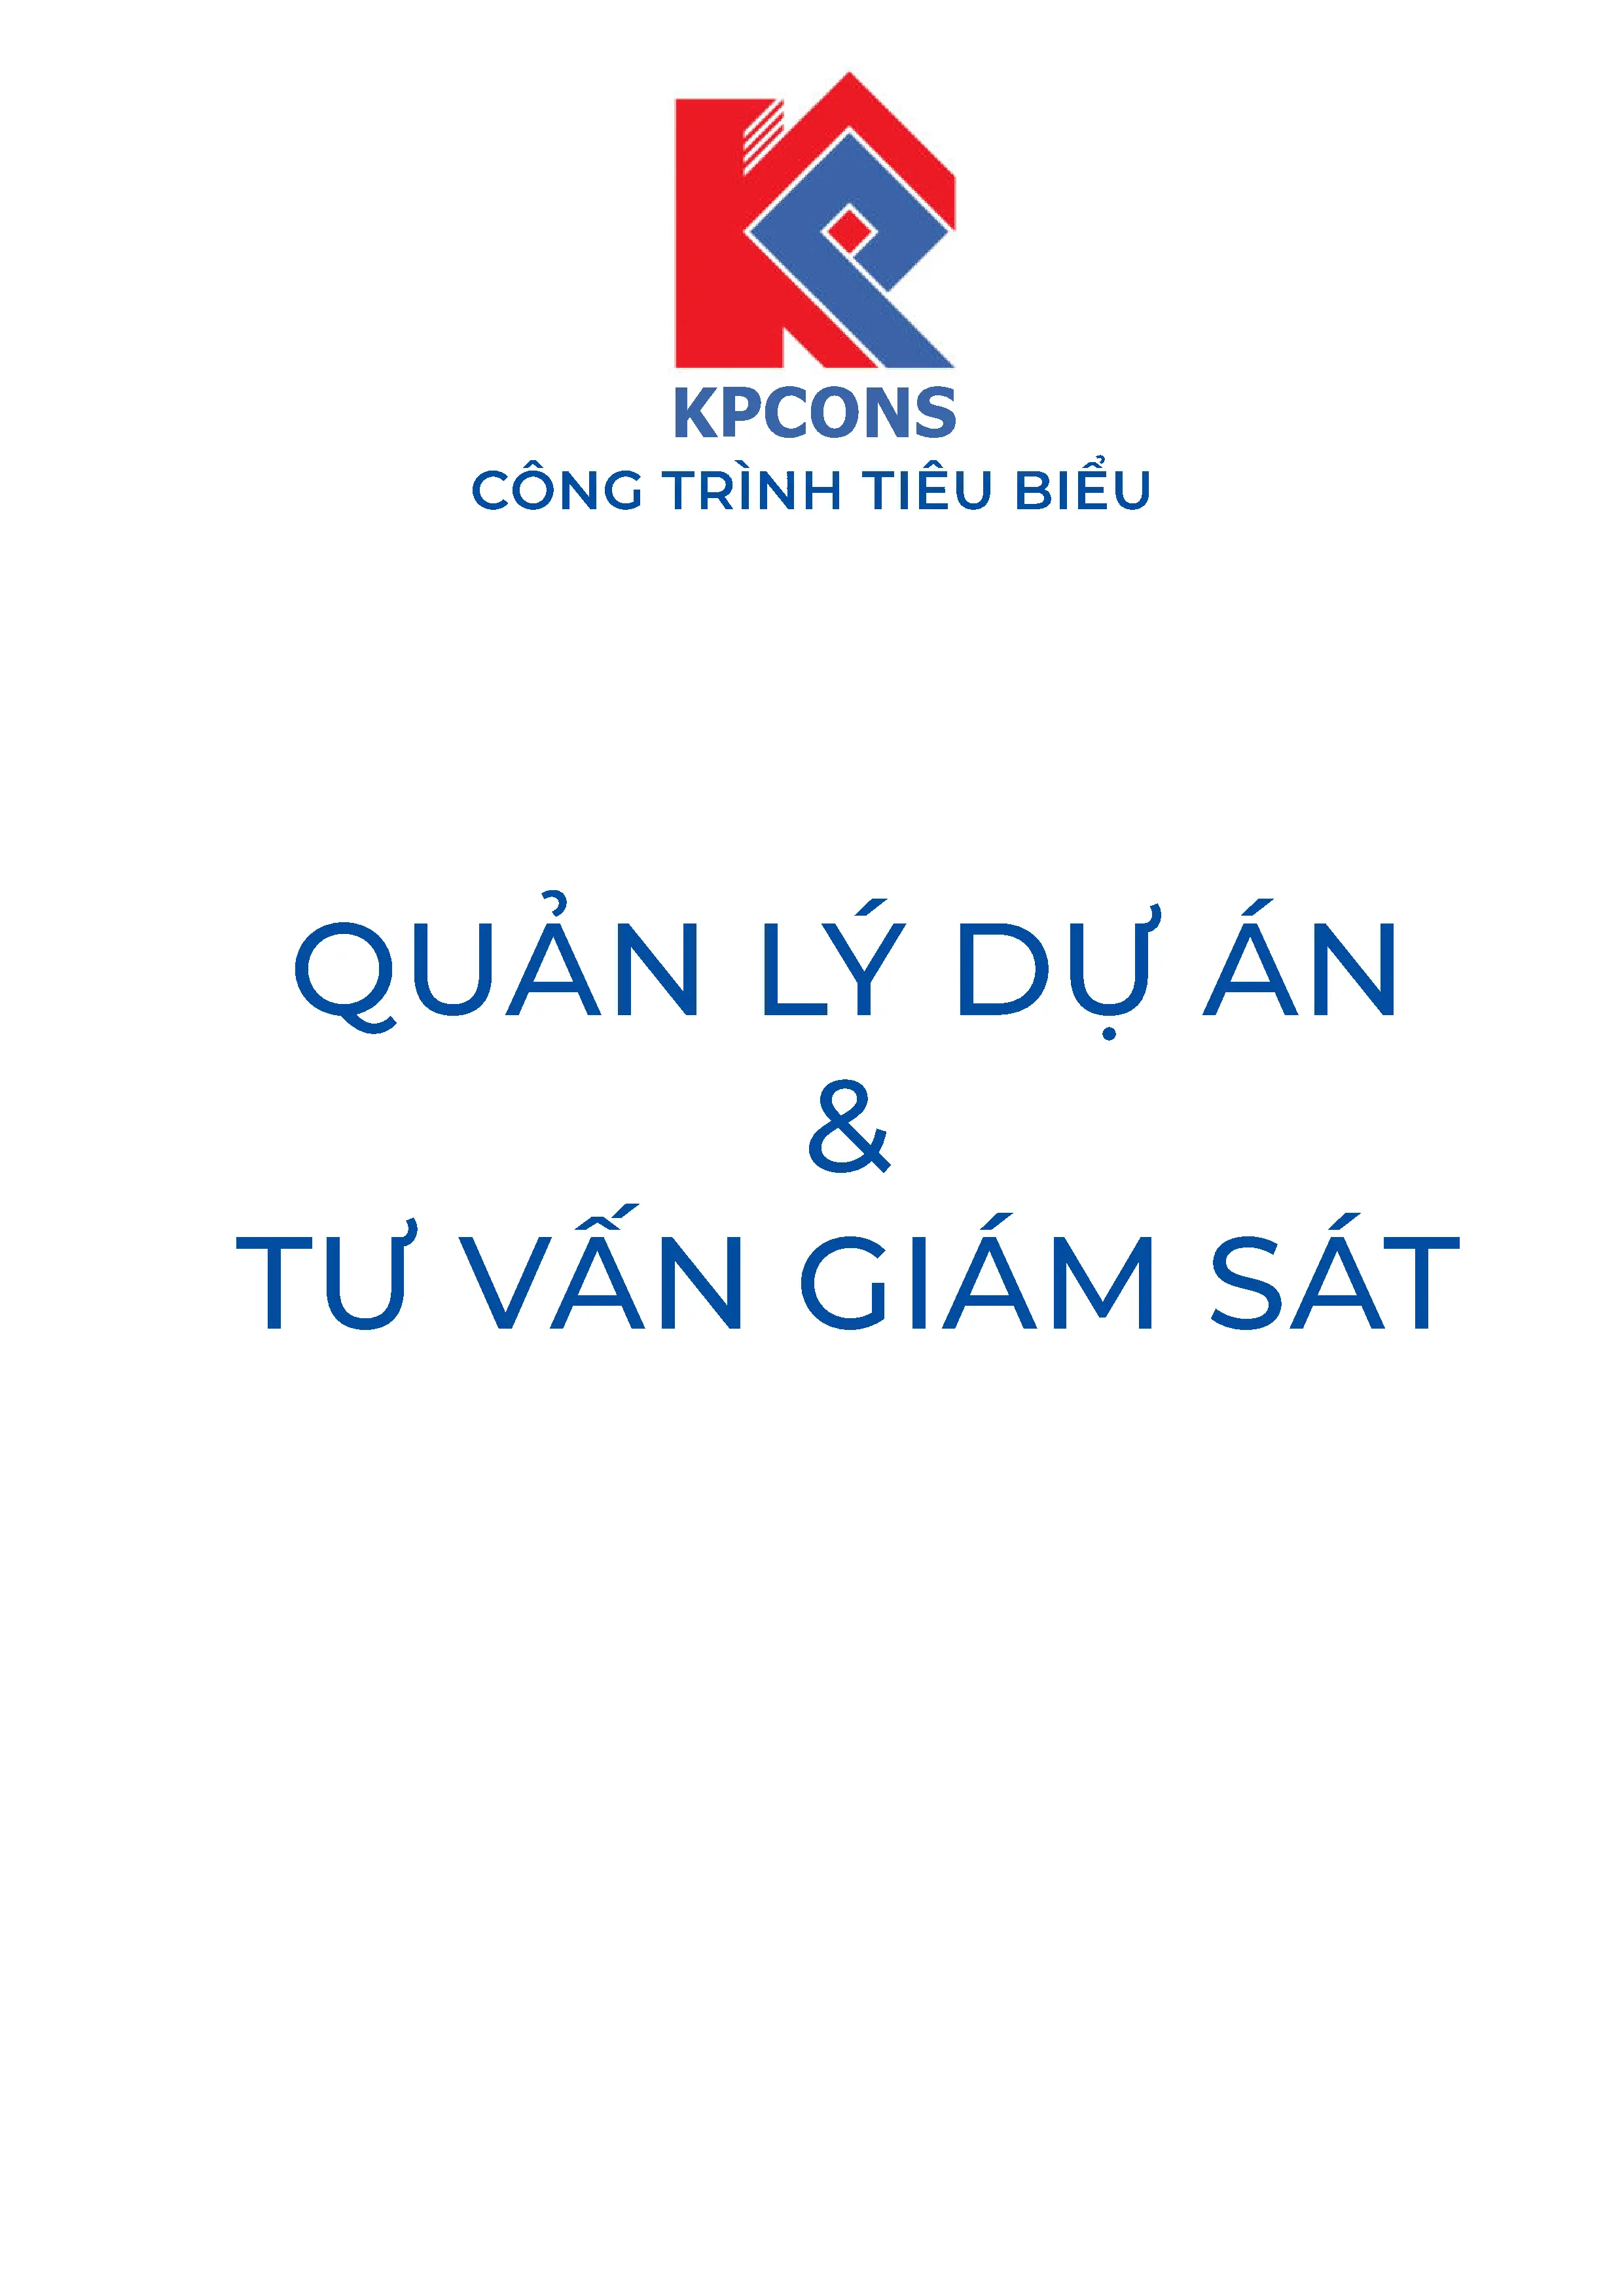 KPCONS
CÔNG TRÌNH TIÊU BIỂU
QUẢN LÝ DỰ ÁN
&
TƯ VẤN GIÁM SÁT